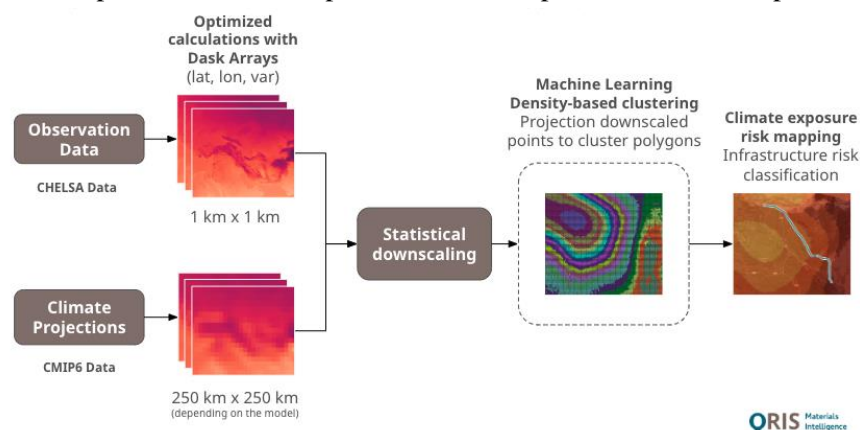 Optimized
calculations with
Dask Arrays
(lat, lon, var)
Observation
Data
CHELSA Data
1 km x 1 km
Climate
Projections
CMIP6 Data
250 km x 250 km
(depending on the model)
Statistical
downscaling
Machine Learning
Density-based clustering
Projection downscaled
points to cluster polygons
Climate exposure
risk mapping
Infrastructure risk
classification
ORIS Materials
Intelligence